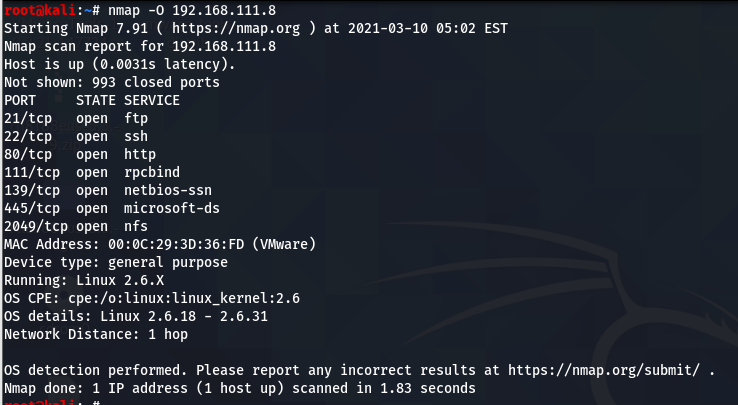 root@kali:~# nmap -O 192.168.111.8
Starting Nmap 7.91 ( https://nmap.org ) at 2021-03-10 05:02 EST
Nmap scan report for 192.168.111.8
Host is up (0.0031s latency).
Not shown: 993 closed ports
PORT     STATE SERVICE
21/tcp   open  ftp
22/tcp   open  ssh
80/tcp   open  http
111/tcp  open  rpcbind
139/tcp  open  netbios-ssn
445/tcp  open  microsoft-ds
2049/tcp open  nfs
MAC Address: 00:0C:29:3D:36:FD (VMware)
Device type: general purpose
Running: Linux 2.6.X
OS CPE: cpe:/o:linux:linux_kernel:2.6
OS details: Linux 2.6.18 - 2.6.31
Network Distance: 1 hop
OS detection performed. Please report any incorrect results at https://nmap.org/submit/ .
Nmap done: 1 IP address (1 host up) scanned in 1.83 seconds
root@kali:~#